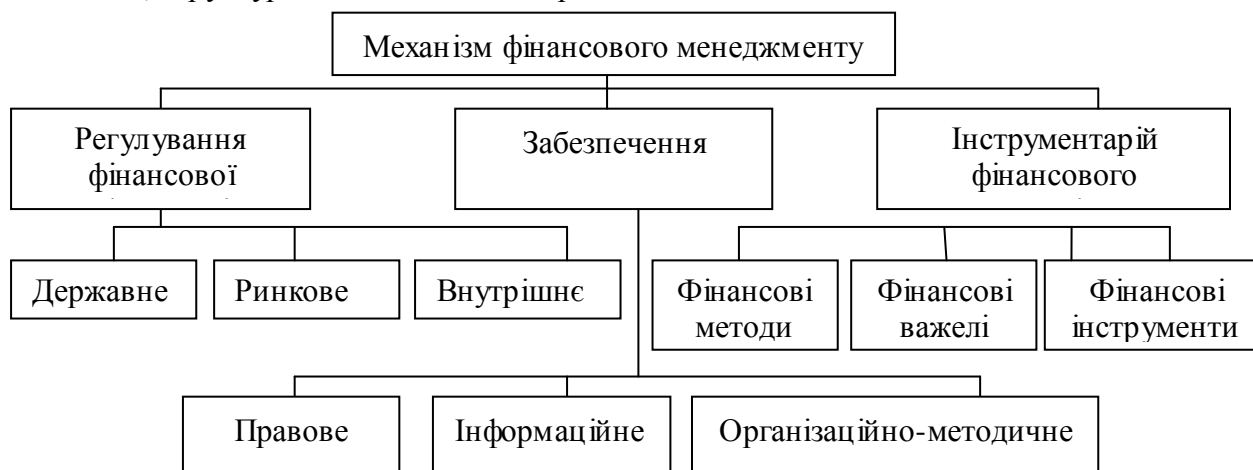 Механізм фінансового менеджменту
Регулування
фінансової
Забезпечення
Інструментарій
фінансового
Державне
Ринкове
Внутрішнє
Фінансові
методи
Фінансові
важелі
Фінансові
інструменти
Правове
Інформаційне
Організаційно-методичне